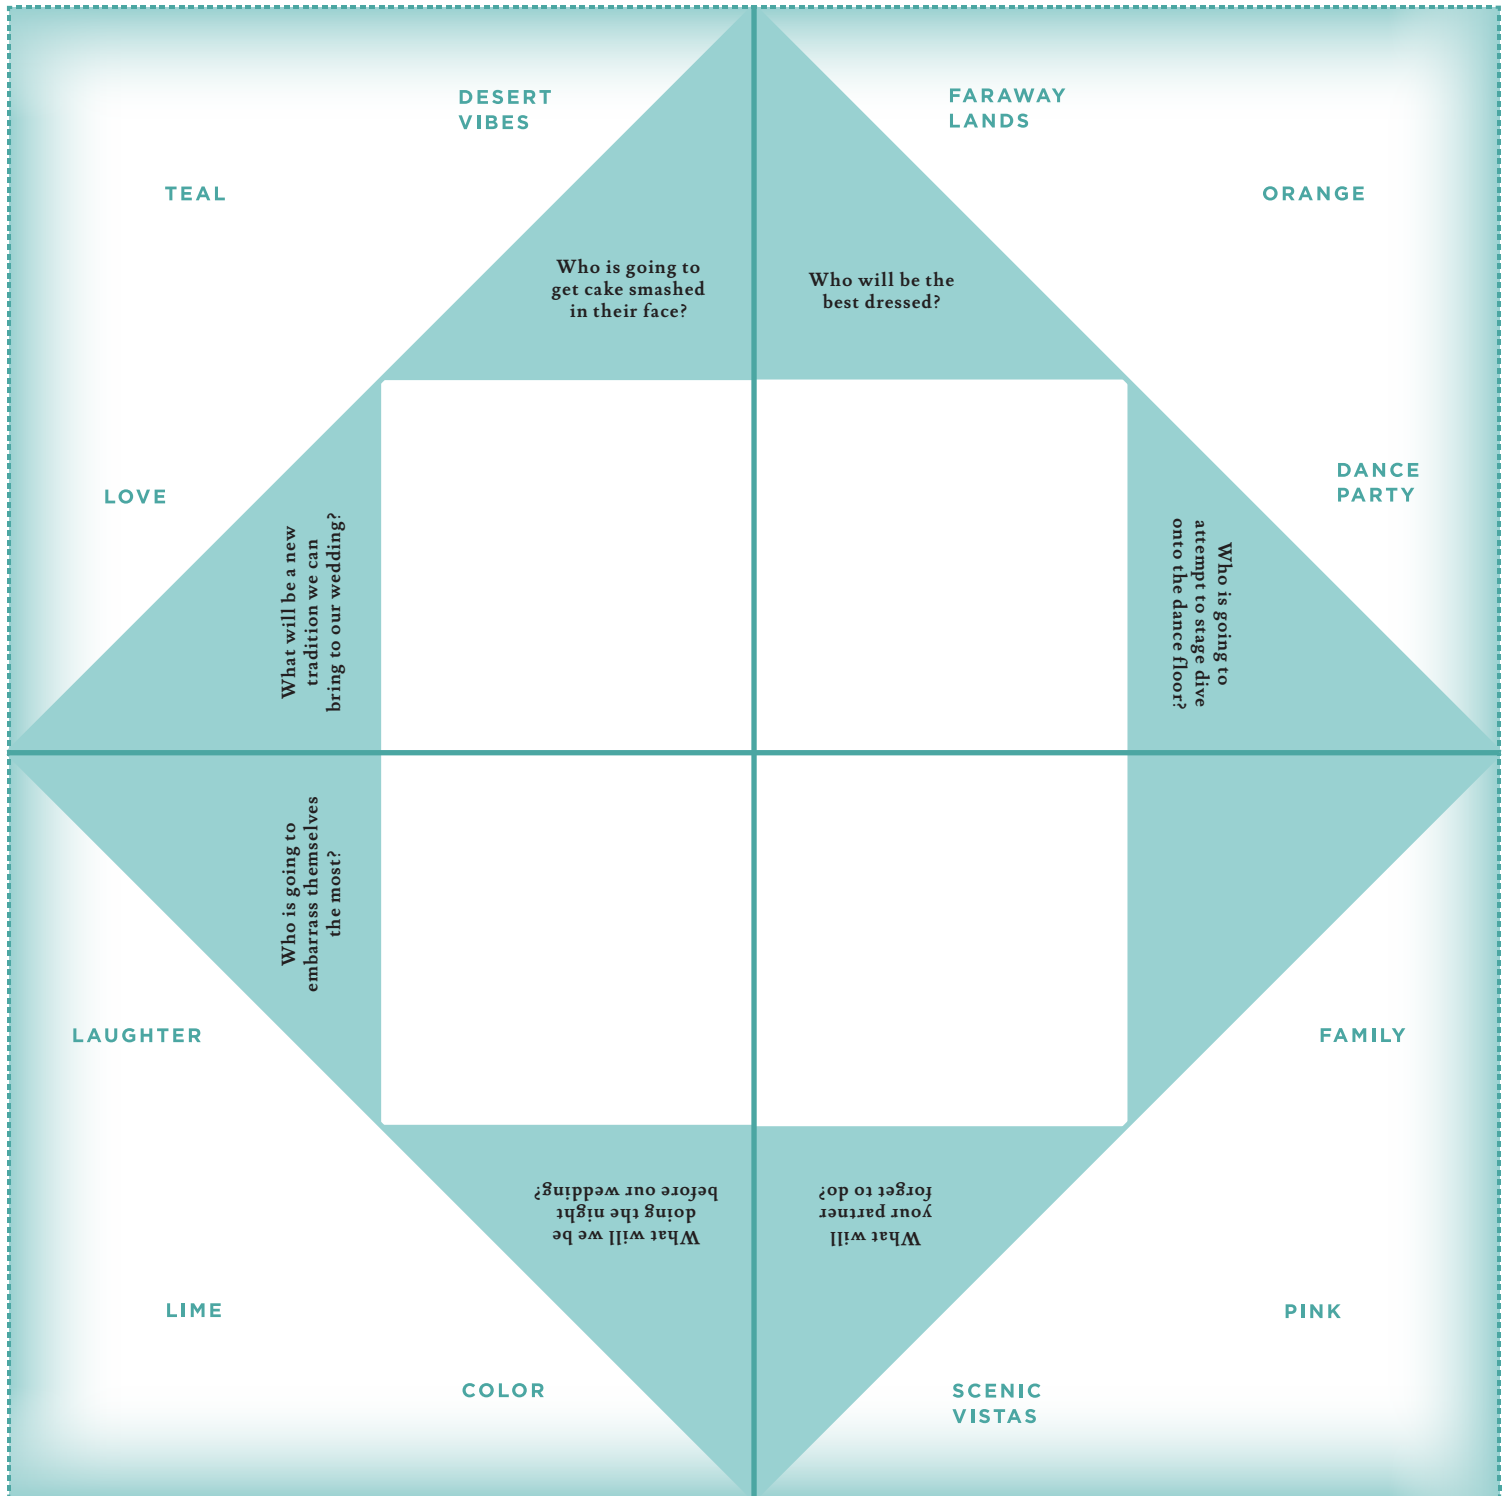 DESERT
VIBES
FARAWAY
LANDS
TEAL
ORANGE
Who is going to
get cake smashed
in their face?
Who will be the
best dressed?
LOVE
DANCE
PARTY
What will be a new
tradition we can
bring to our wedding?
Who is going to
attempt to stage dive
onto the dance floor?
Who is going to
embarrass themselves
the most?
LAUGHTER
FAMILY
What will we be
doing the night
before our wedding?
What will
your partner
forget to do?
LIME
PINK
COLOR
SCENIC
VISTAS